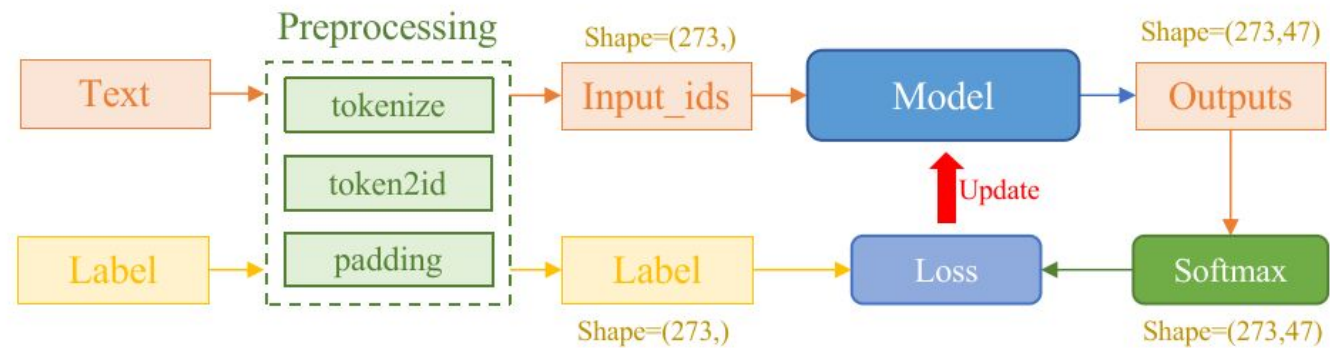 Preprocessing
Shape=(273,)
Shape=(273,47)
Text
tokenize
Input_ids
Model
Outputs
token2id
Update
Label
padding
Label
Loss
Softmax
Shape=(273,)
Shape=(273,47)